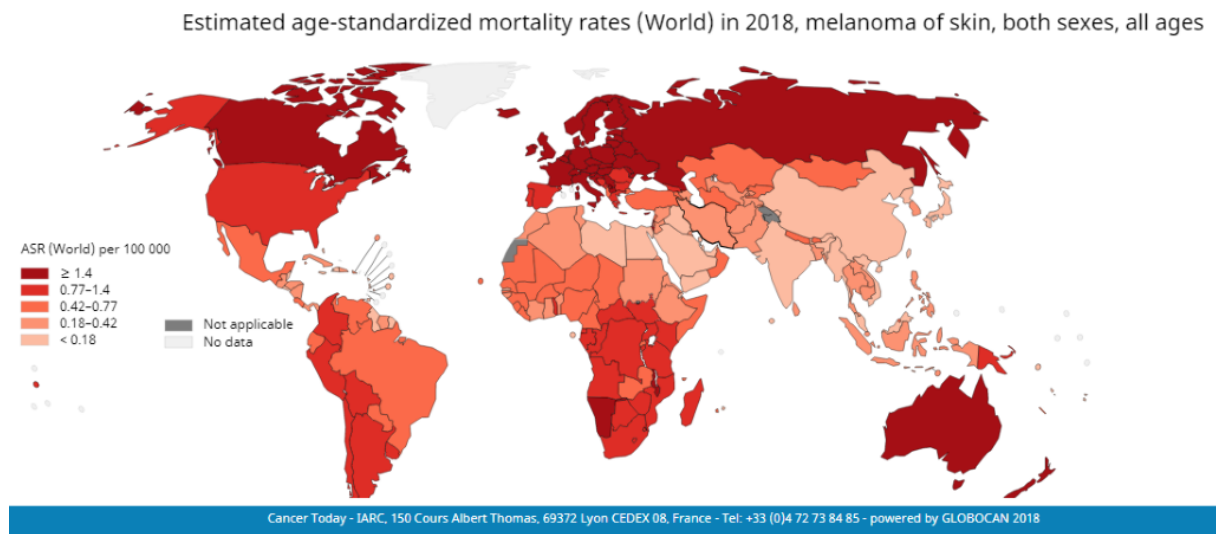 Estimated age-standardized mortality rates (World) in 2018, melanoma of skin, both sexes, all ages
ASR (World) per 100 000
≥ 1.4
0.77–1.4
0.42–0.77
0.18–0.42
< 0.18
Not applicable
No data
Cancer Today - IARC, 150 Cours Albert Thomas, 69372 Lyon CEDEX 08, France - Tel: +33 (0)4 72 73 84 85 - powered by GLOBOCAN 2018